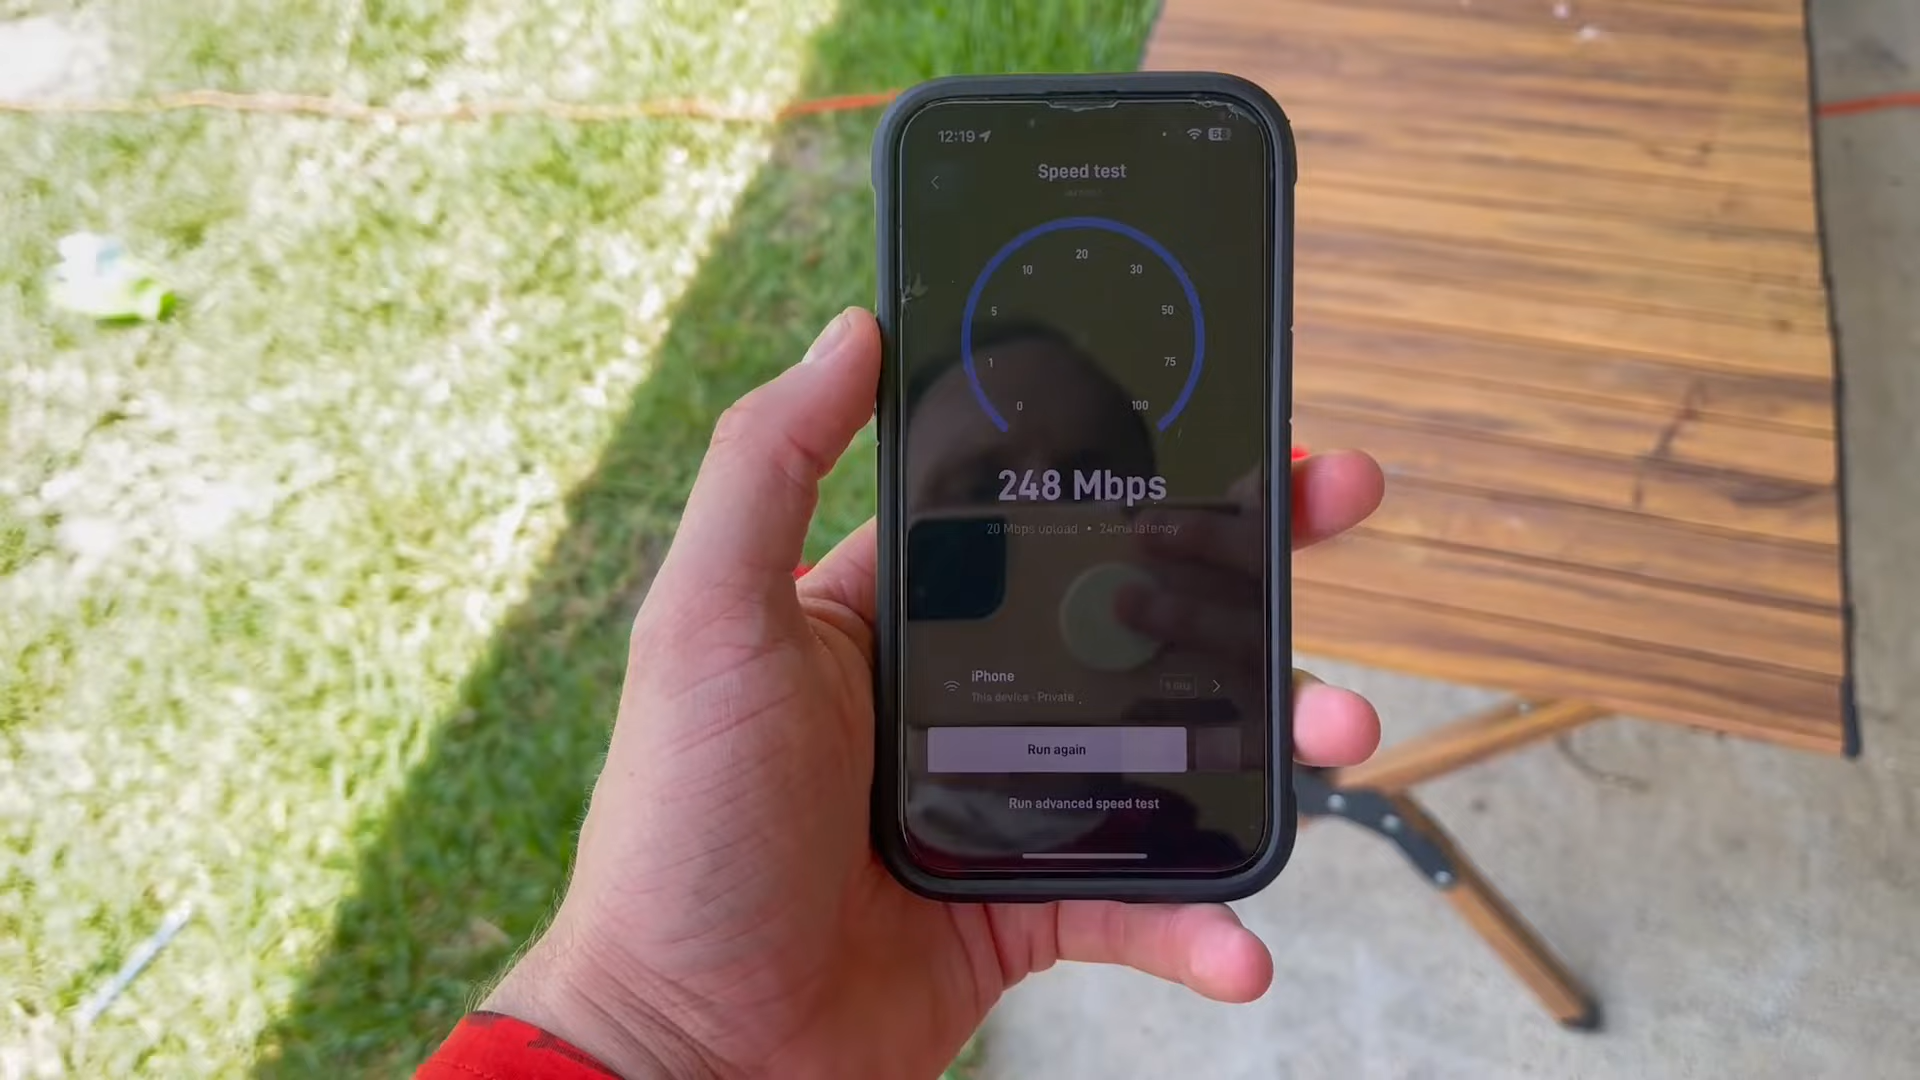 12:19
Speed test
20
10
30
5
50
1
75
0
100
248 Mbps
20 Mbps upload • 24ms latency
iPhone
This device · Private
Run again
Run advanced speed test